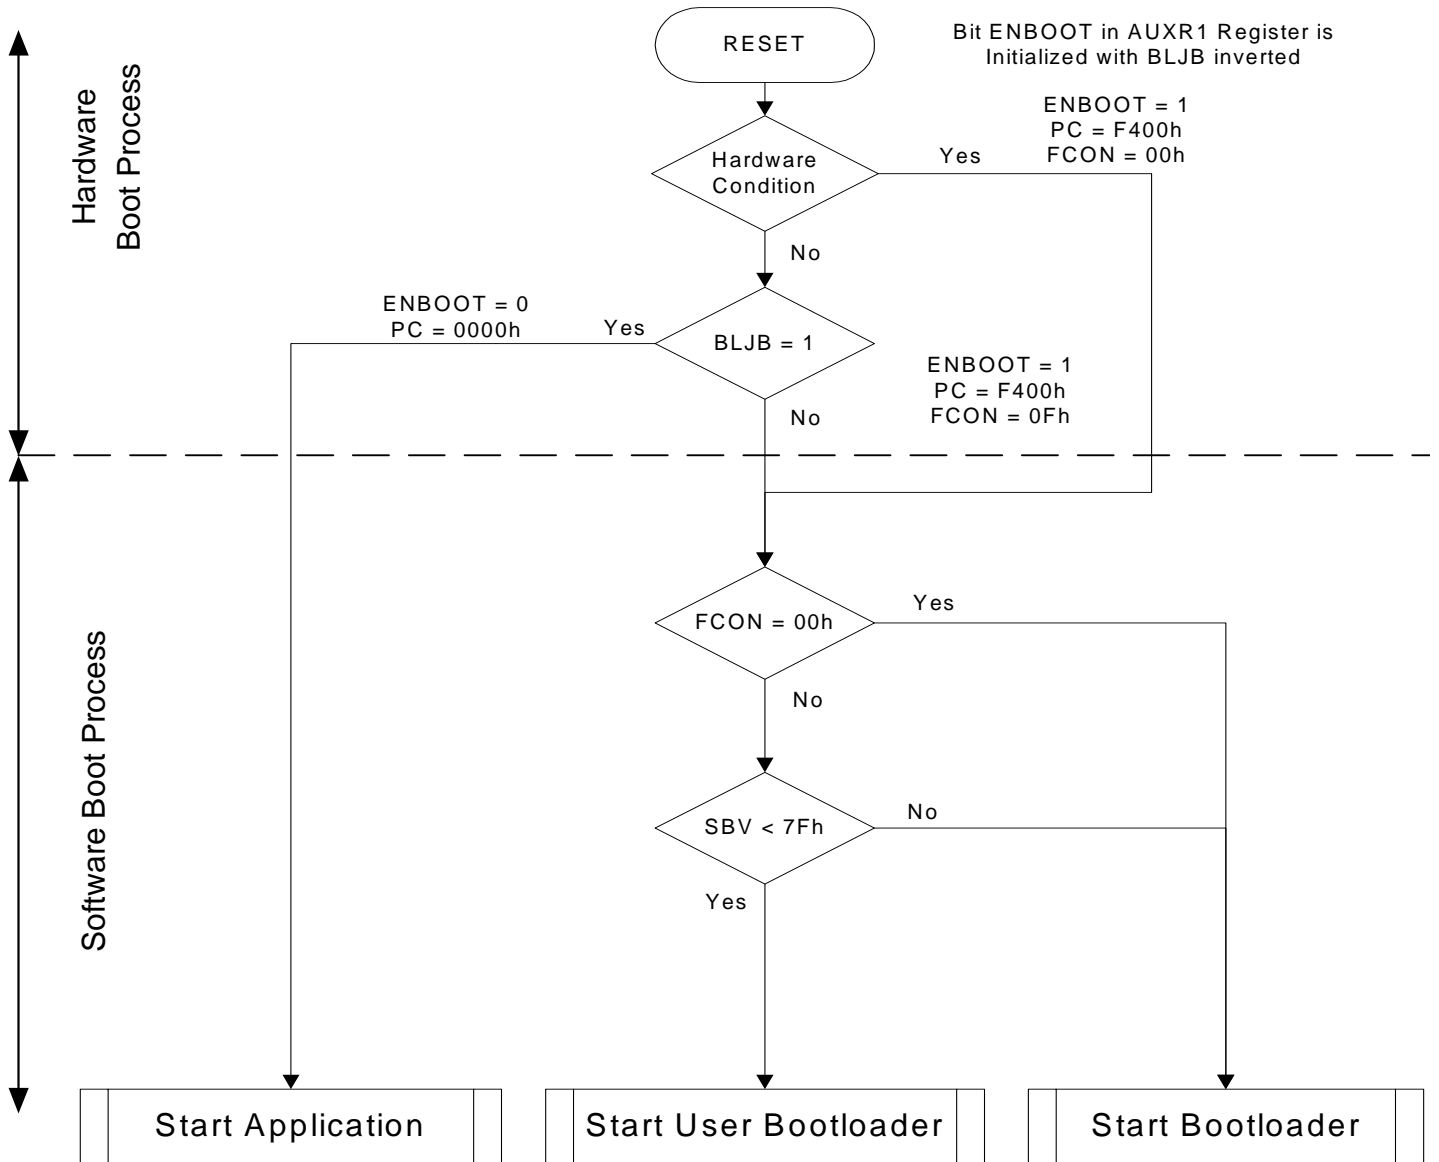 RESET
Bit ENBOOT in AUXR1 Register is
Initialized with BLJB inverted
Hardware
Boot Process
ENBOOT = 1
PC = F400h
FCON = 00h
Hardware
Condition
Yes
No
ENBOOT = 0
PC = 0000h
Yes
BLJB = 1
ENBOOT = 1
PC = F400h
FCON = 0Fh
No
Software Boot Process
FCON = 00h
Yes
No
SBV < 7Fh
No
Yes
Start Application
Start User Bootloader
Start Bootloader